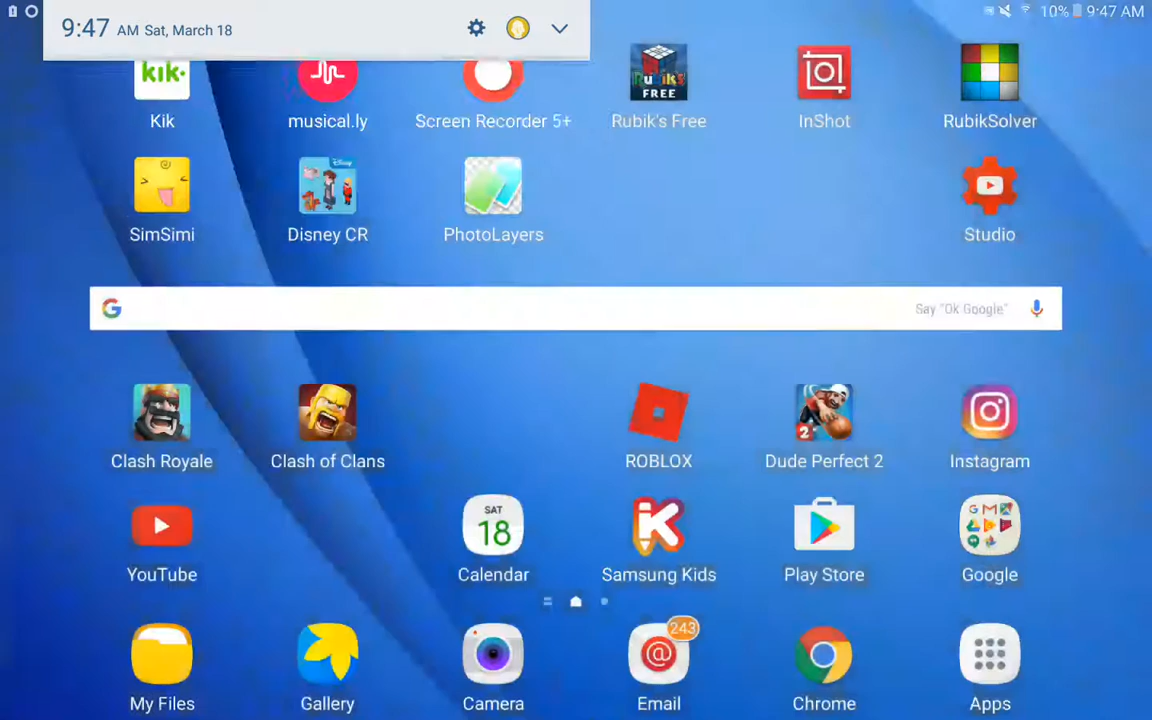 9:47 AM Sat, March 18
10% 9:47 AM
kik
RUBIK'S
FREE
Kik musical.ly Screen Recorder 5+ Rubik's Free InShot RubikSolver
Disney
SimSimi Disney CR PhotoLayers Studio
G Say "Ok Google"
2
Clash Royale Clash of Clans ROBLOX Dude Perfect 2 Instagram
SAT
18
K
YouTube Calendar Samsung Kids Play Store Google
243
@
My Files Gallery Camera Email Chrome Apps